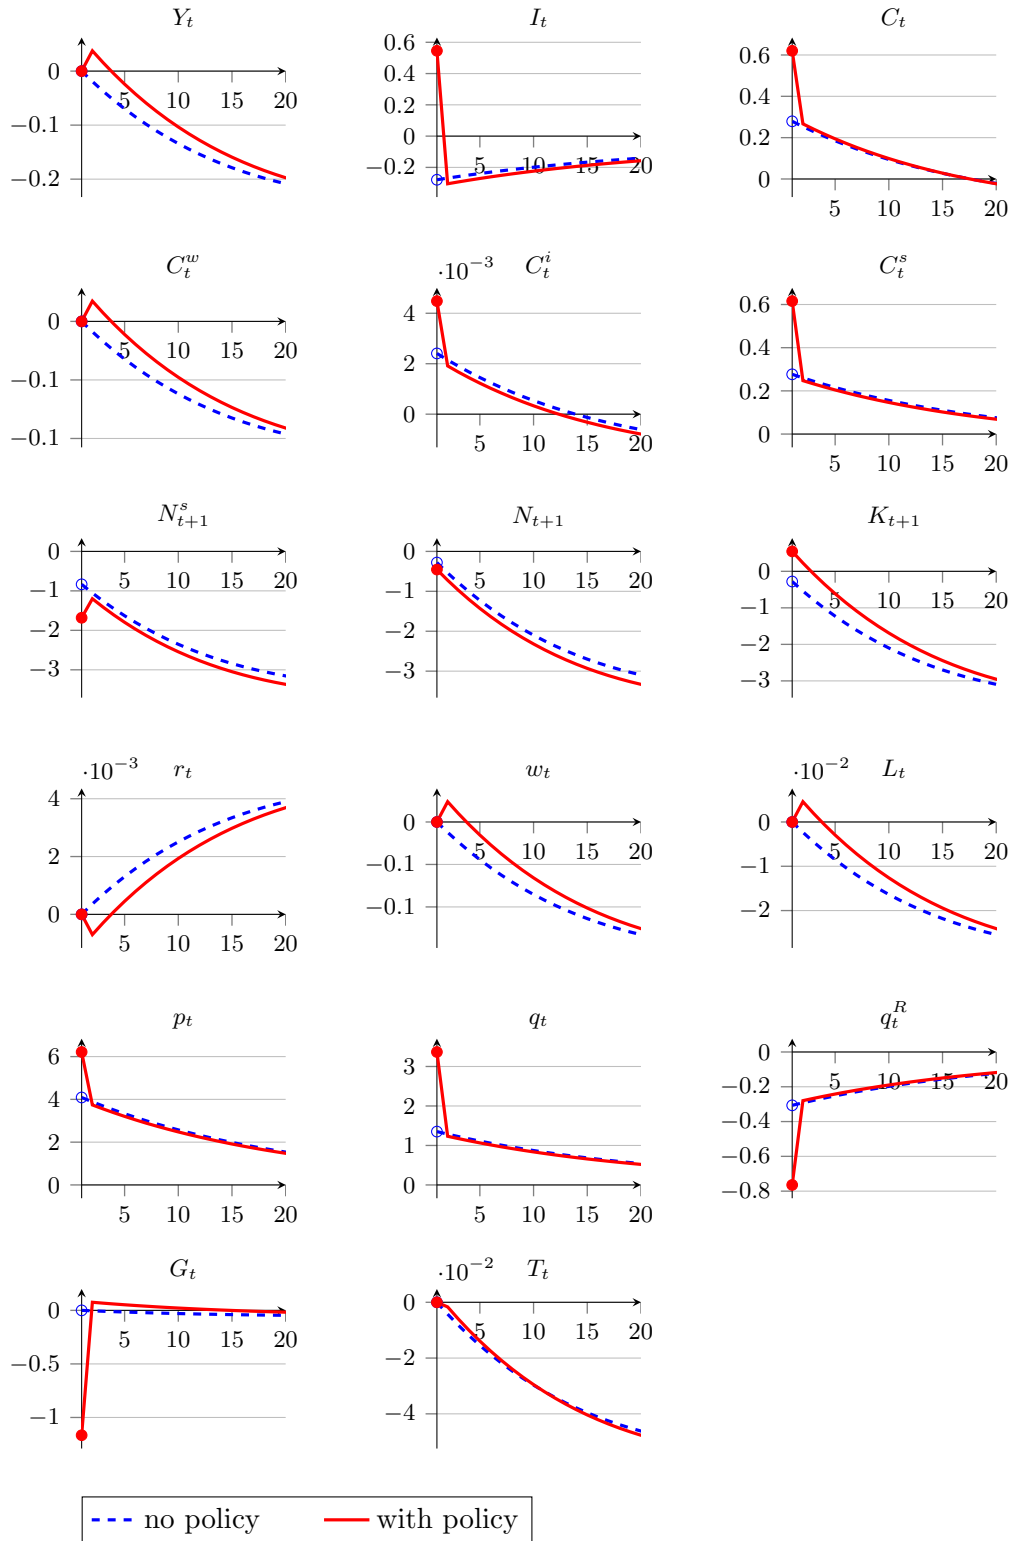 $Y_t$ $I_t$ $C_t$
0 −0.1 −0.2 5 10 15 20
0.6 0.4 0.2 0 −0.2 5 10 15 20
0.6 0.4 0.2 0 5 10 15 20
$C_t^w$ ·10⁻³ $C_t^i$ $C_t^s$
0 −0.1 −0.1 5 10 15 20
4 2 0 5 10 15 20
0.6 0.4 0.2 0 5 10 15 20
$N_{t+1}^s$ $N_{t+1}$ $K_{t+1}$
0 −1 −2 −3 5 10 15 20
0 −1 −2 −3 5 10 15 20
0 −1 −2 −3 5 10 15 20
·10⁻³ $r_t$ $w_t$ ·10⁻² $L_t$
4 2 0 5 10 15 20
0 −0.1 −0.1 5 10 15 20
0 −1 −2 5 10 15 20
$p_t$ $q_t$ $q_t^R$
6 4 2 0 5 10 15 20
3 2 1 0 5 10 15 20
0 −0.2 −0.4 −0.6 −0.8 5 10 15 20
$G_t$ ·10⁻² $T_t$
0 −0.5 −1 5 10 15 20
0 −2 −4 5 10 15 20
no policy with policy